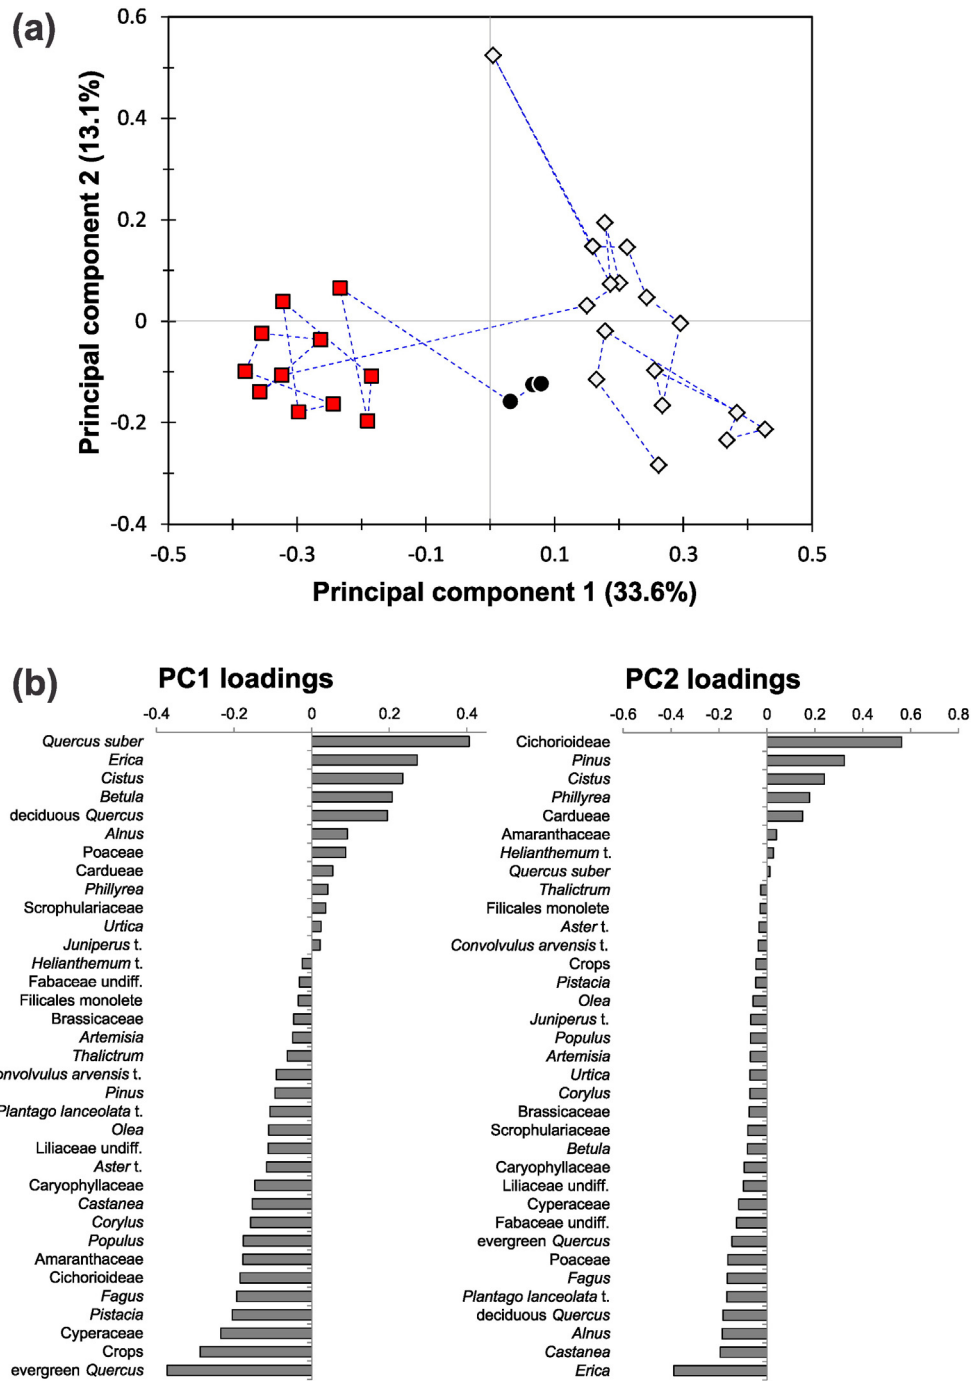 (a)
Principal component 2 (13.1%)
0.6
0.4
0.2
0
-0.2
-0.4
-0.5 -0.3 -0.1 0.1 0.3 0.5
Principal component 1 (33.6%)
(b)
PC1 loadings
-0.4 -0.2 0 0.2 0.4
Quercus suber
Erica
Cistus
Betula
deciduous Quercus
Alnus
Poaceae
Cardueae
Phillyrea
Scrophulariaceae
Urtica
Juniperus t.
Helianthemum t.
Fabaceae undiff.
Filicales monolete
Brassicaceae
Artemisia
Thalictrum
onvolvulus arvensis t.
Pinus
Plantago lanceolata t.
Olea
Liliaceae undiff.
Aster t.
Caryophyllaceae
Castanea
Corylus
Populus
Amaranthaceae
Cichorioideae
Fagus
Pistacia
Cyperaceae
Crops
evergreen Quercus
PC2 loadings
-0.6 -0.4 -0.2 0 0.2 0.4 0.6 0.8
Cichorioideae
Pinus
Cistus
Phillyrea
Cardueae
Amaranthaceae
Helianthemum t.
Quercus suber
Thalictrum
Filicales monolete
Aster t.
Convolvulus arvensis t.
Crops
Pistacia
Olea
Juniperus t.
Populus
Artemisia
Urtica
Corylus
Brassicaceae
Scrophulariaceae
Betula
Caryophyllaceae
Liliaceae undiff.
Cyperaceae
Fabaceae undiff.
evergreen Quercus
Poaceae
Fagus
Plantago lanceolata t.
deciduous Quercus
Alnus
Castanea
Erica